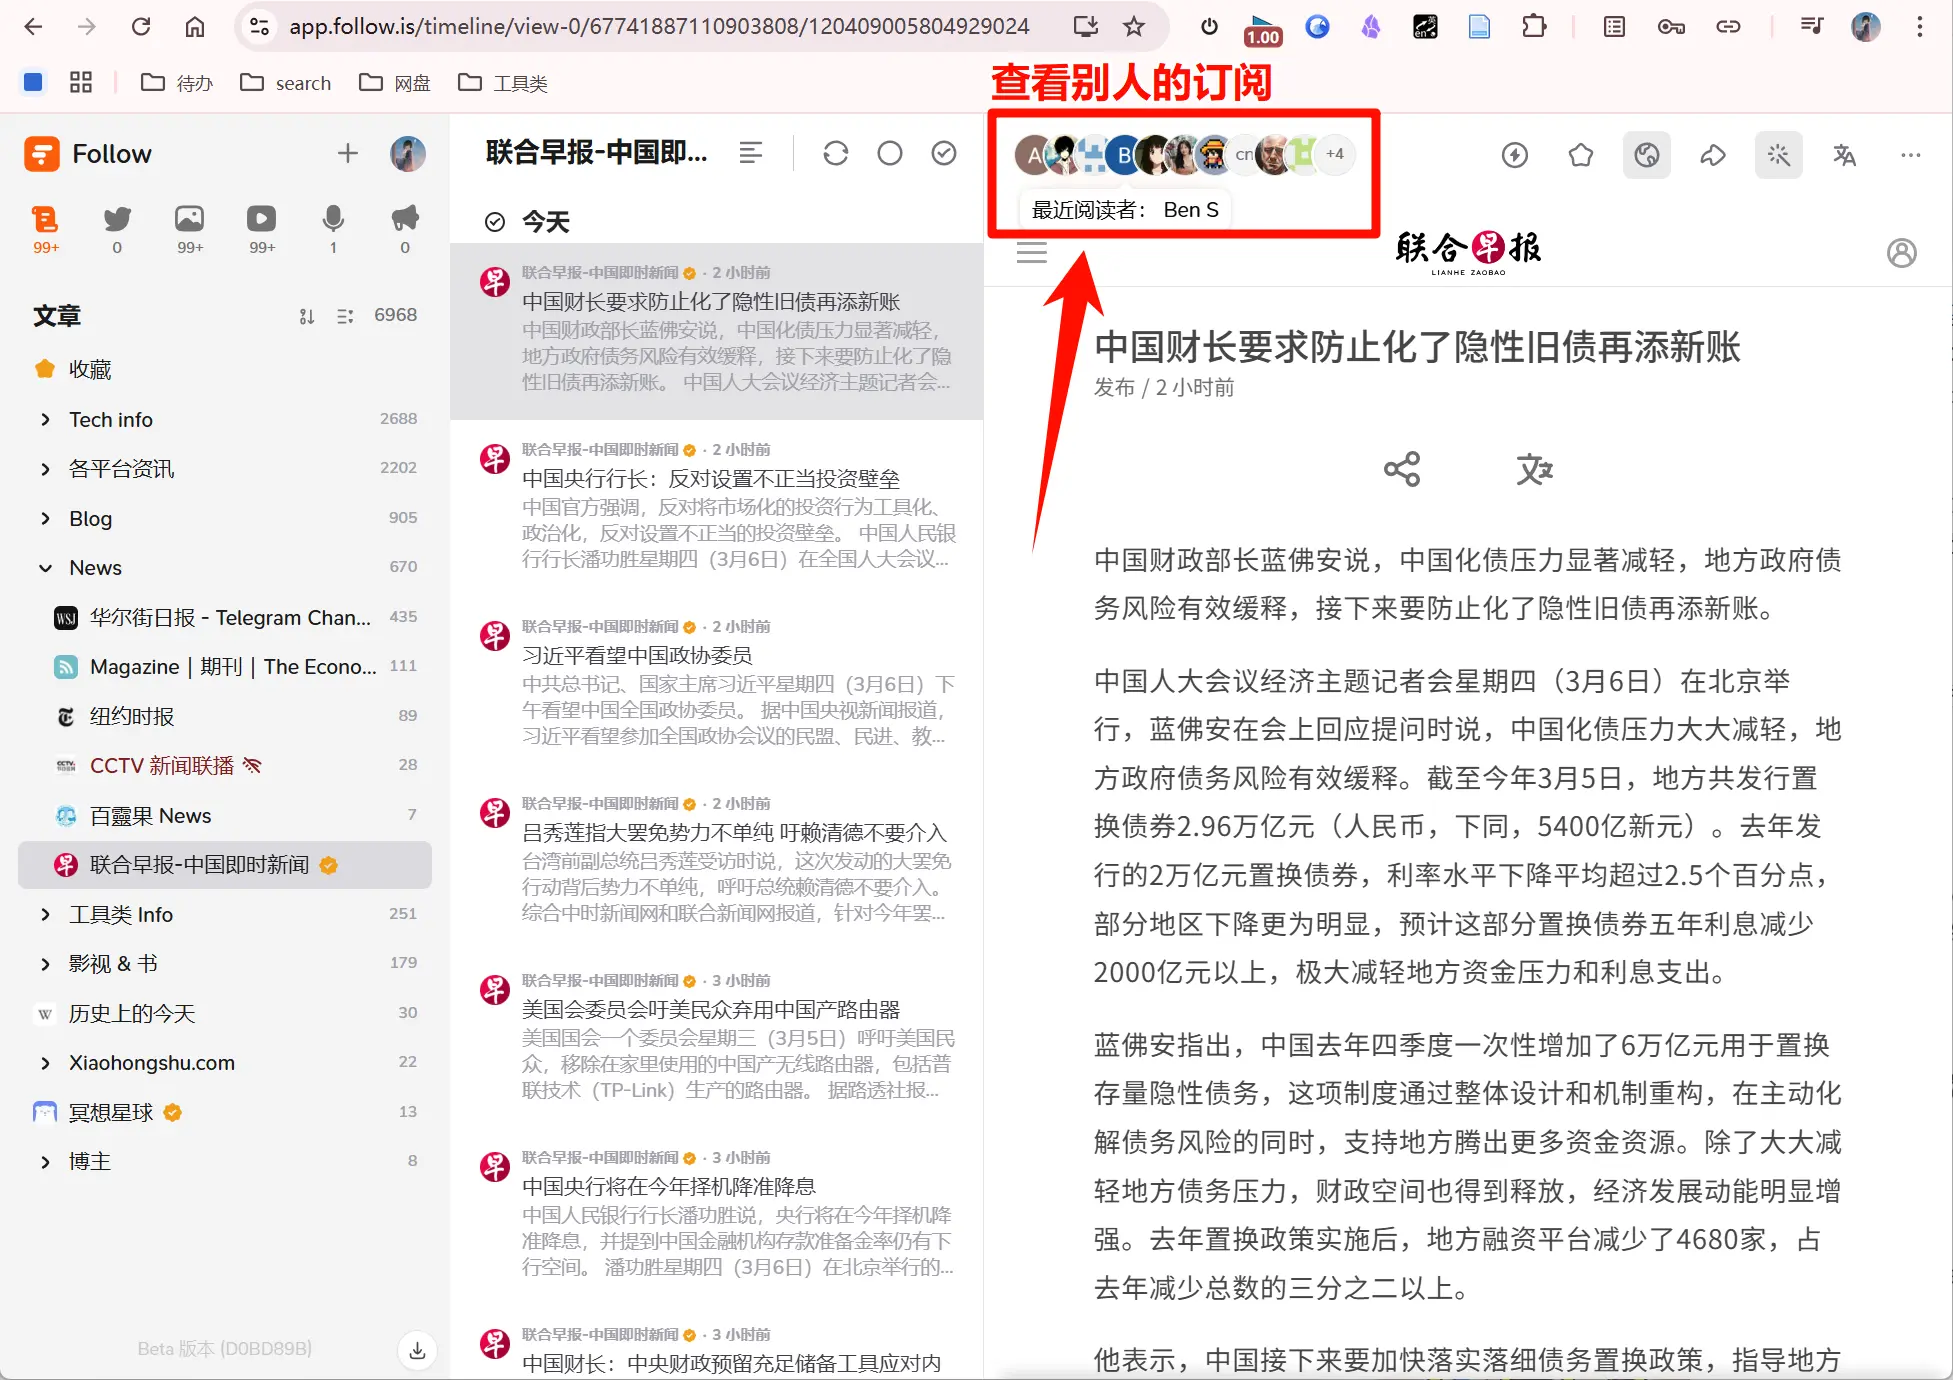 app.follow.is/timeline/view-0/67741887110903808/120409005804929024
1.00
待办
search
网盘
工具类
查看别人的订阅
Follow
99+
0
99+
99+
1
0
文章
6968
收藏
Tech info
2688
各平台资讯
2202
Blog
905
News
670
WSJ
华尔街日报 - Telegram Chan...
435
Magazine | 期刊 | The Econo...
111
纽约时报
89
CCTV 新闻联播
28
百靈果 News
7
联合早报-中国即时新闻
工具类 Info
251
影视 & 书
179
W
历史上的今天
30
Xiaohongshu.com
22
冥想星球
13
博主
8
Beta 版本 (D0BD89B)
联合早报-中国即...
今天
联合早报-中国即时新闻 · 2 小时前
中国财长要求防止化了隐性旧债再添新账
中国财政部长蓝佛安说，中国化债压力显著减轻，
地方政府债务风险有效缓释，接下来要防止化了隐
性旧债再添新账。 中国人大会议经济主题记者会...
联合早报-中国即时新闻 · 2 小时前
中国央行行长：反对设置不正当投资壁垒
中国官方强调，反对将市场化的投资行为工具化、
政治化，反对设置不正当的投资壁垒。 中国人民银
行行长潘功胜星期四（3月6日）在全国人大会议...
联合早报-中国即时新闻 · 2 小时前
习近平看望中国政协委员
中共总书记、国家主席习近平星期四（3月6日）下
午看望中国全国政协委员。 据中国央视新闻报道，
习近平看望参加全国政协会议的民盟、民进、教...
联合早报-中国即时新闻 · 2 小时前
吕秀莲指大罢免势力不单纯 吁赖清德不要介入
台湾前副总统吕秀莲受访时说，这次发动的大罢免
行动背后势力不单纯，呼吁总统赖清德不要介入。
综合中时新闻网和联合新闻网报道，针对今年罢...
联合早报-中国即时新闻 · 3 小时前
美国会委员会吁美民众弃用中国产路由器
美国国会一个委员会星期三（3月5日）呼吁美国民
众，移除在家里使用的中国产无线路由器，包括普
联技术（TP-Link）生产的路由器。 据路透社报...
联合早报-中国即时新闻 · 3 小时前
中国央行将在今年择机降准降息
中国人民银行行长潘功胜说，央行将在今年择机降
准降息，并提到中国金融机构存款准备金率仍有下
行空间。 潘功胜星期四（3月6日）在北京举行的...
联合早报-中国即时新闻 · 3 小时前
中国财长：中央财政预留充足储备工具应对内
A
B
cn
+4
最近阅读者： Ben S
联合早报
LIANHE ZAOBAO
中国财长要求防止化了隐性旧债再添新账
发布 / 2 小时前
中国财政部长蓝佛安说，中国化债压力显著减轻，地方政府债
务风险有效缓释，接下来要防止化了隐性旧债再添新账。
中国人大会议经济主题记者会星期四（3月6日）在北京举
行，蓝佛安在会上回应提问时说，中国化债压力大大减轻，地
方政府债务风险有效缓释。截至今年3月5日，地方共发行置
换债券2.96万亿元（人民币，下同，5400亿新元）。去年发
行的2万亿元置换债券，利率水平下降平均超过2.5个百分点，
部分地区下降更为明显，预计这部分置换债券五年利息减少
2000亿元以上，极大减轻地方资金压力和利息支出。
蓝佛安指出，中国去年四季度一次性增加了6万亿元用于置换
存量隐性债务，这项制度通过整体设计和机制重构，在主动化
解债务风险的同时，支持地方腾出更多资金资源。除了大大减
轻地方债务压力，财政空间也得到释放，经济发展动能明显增
强。去年置换政策实施后，地方融资平台减少了4680家，占
去年减少总数的三分之二以上。
他表示，中国接下来要加快落实落细债务置换政策，指导地方